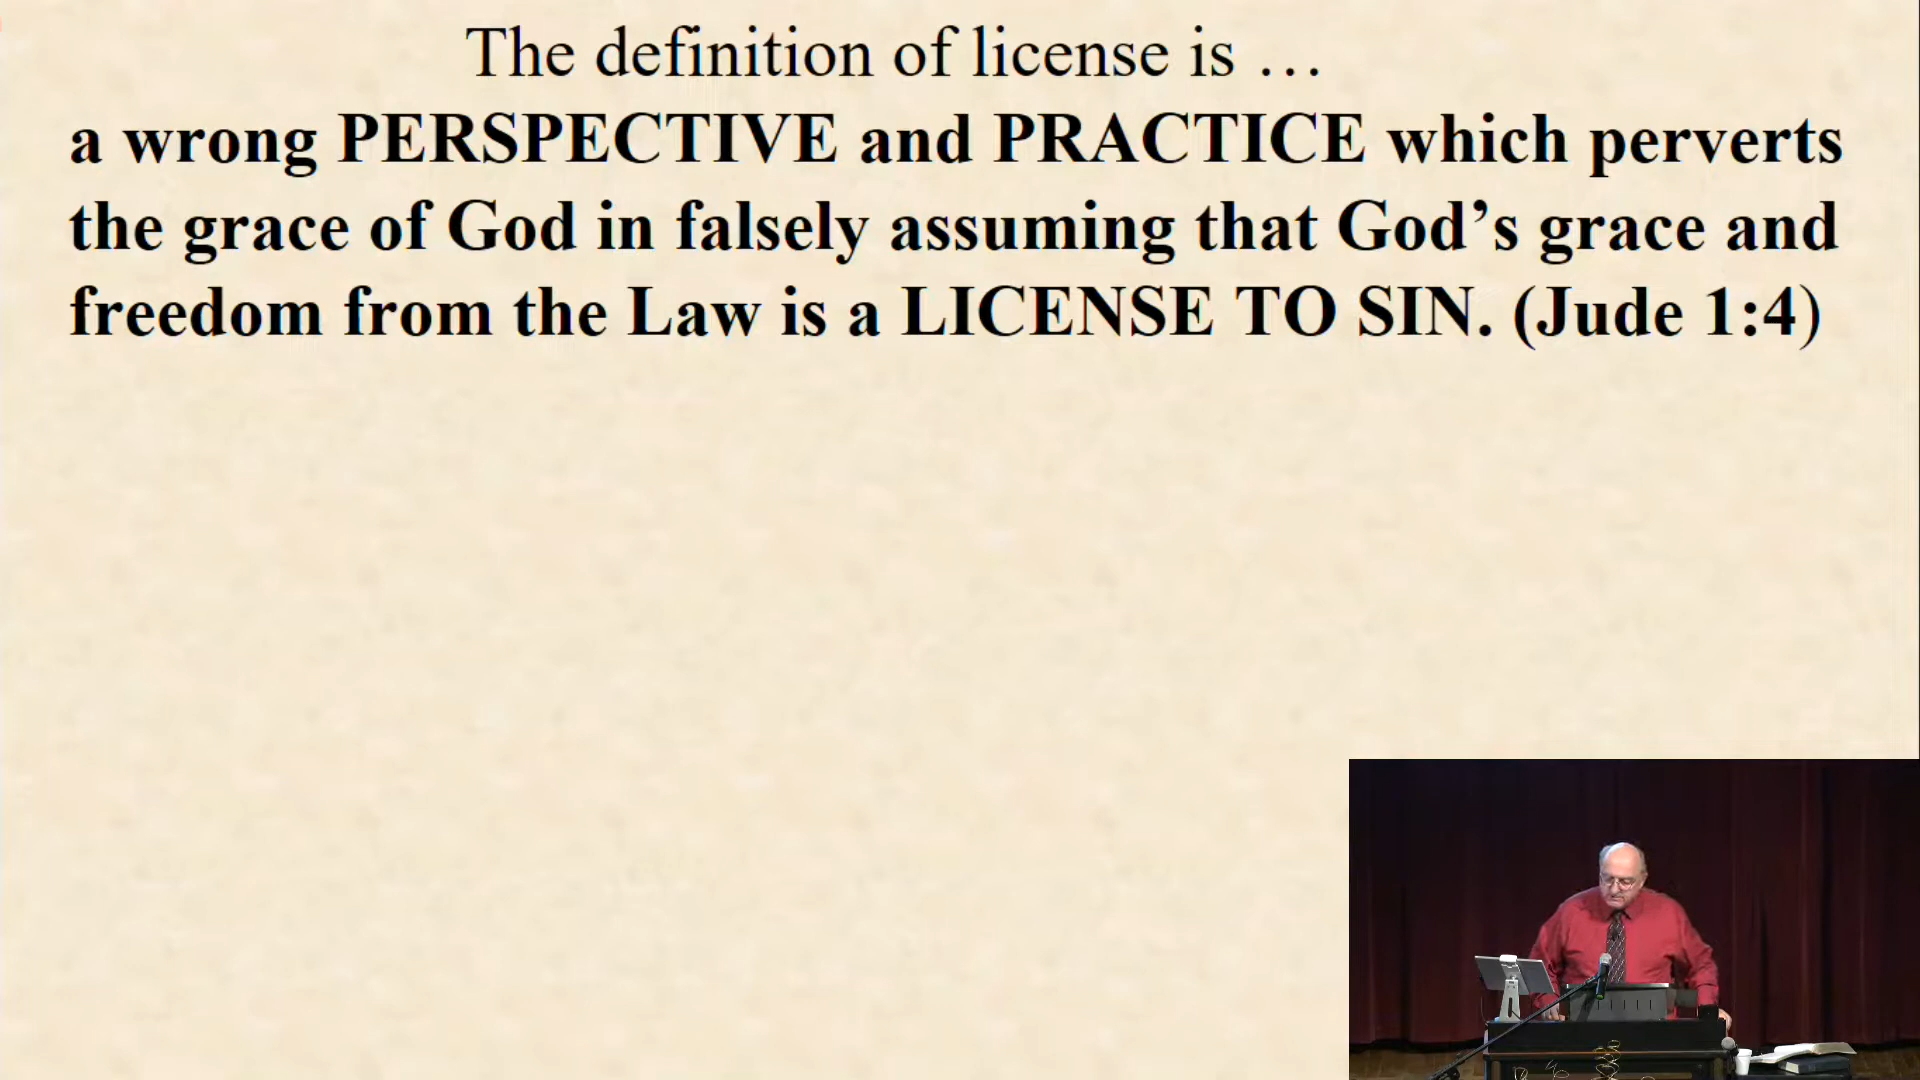 The definition of license is …
a wrong PERSPECTIVE and PRACTICE which perverts
the grace of God in falsely assuming that God’s grace and
freedom from the Law is a LICENSE TO SIN. (Jude 1:4)